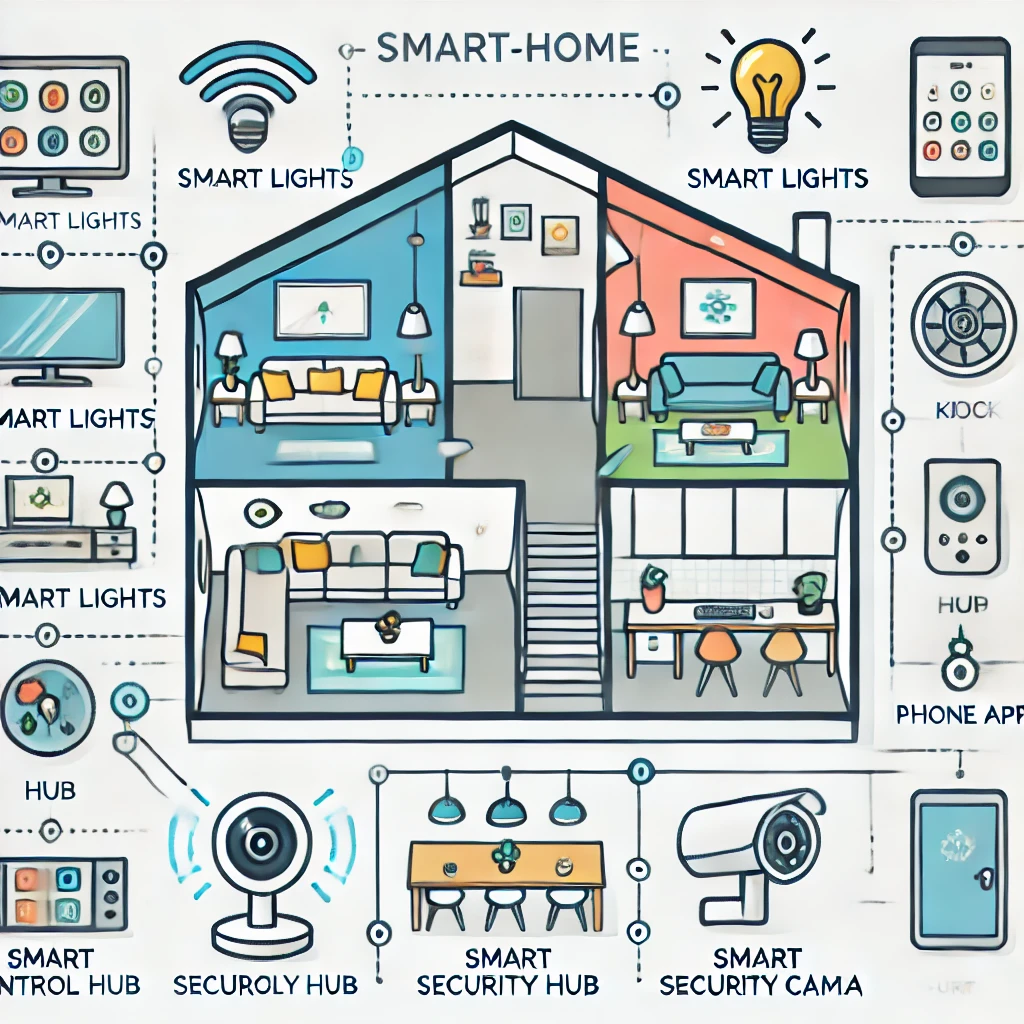 SMART-HOME
SMART LIGHTS
SMART LIGHTS
MART LIGHTS
MART LIGHTS
KJOCK
MART LIGHTS
HUB
PHONE APP
HUB
SMART
NTROL HUB
SECUROLY HUB
SMART
SECURITY HUB
SMART
SECURITY CAMA